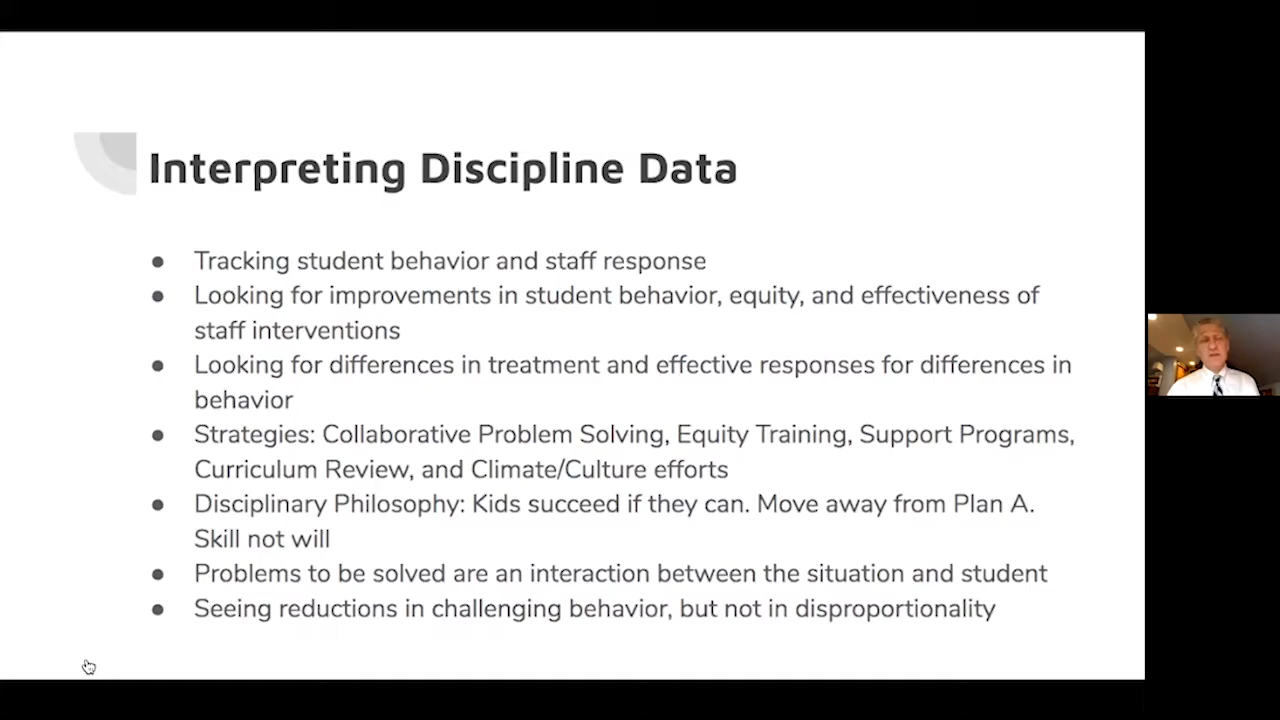 Interpreting Discipline Data
● Tracking student behavior and staff response
● Looking for improvements in student behavior, equity, and effectiveness of
staff interventions
● Looking for differences in treatment and effective responses for differences in
behavior
● Strategies: Collaborative Problem Solving, Equity Training, Support Programs,
Curriculum Review, and Climate/Culture efforts
● Disciplinary Philosophy: Kids succeed if they can. Move away from Plan A.
Skill not will
● Problems to be solved are an interaction between the situation and student
● Seeing reductions in challenging behavior, but not in disproportionality